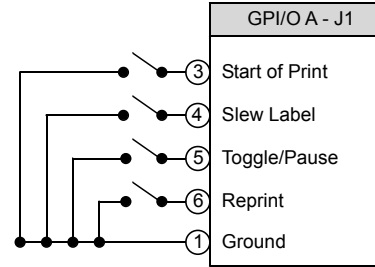 GPI/O A - J1
3 Start of Print
4 Slew Label
5 Toggle/Pause
6 Reprint
1 Ground